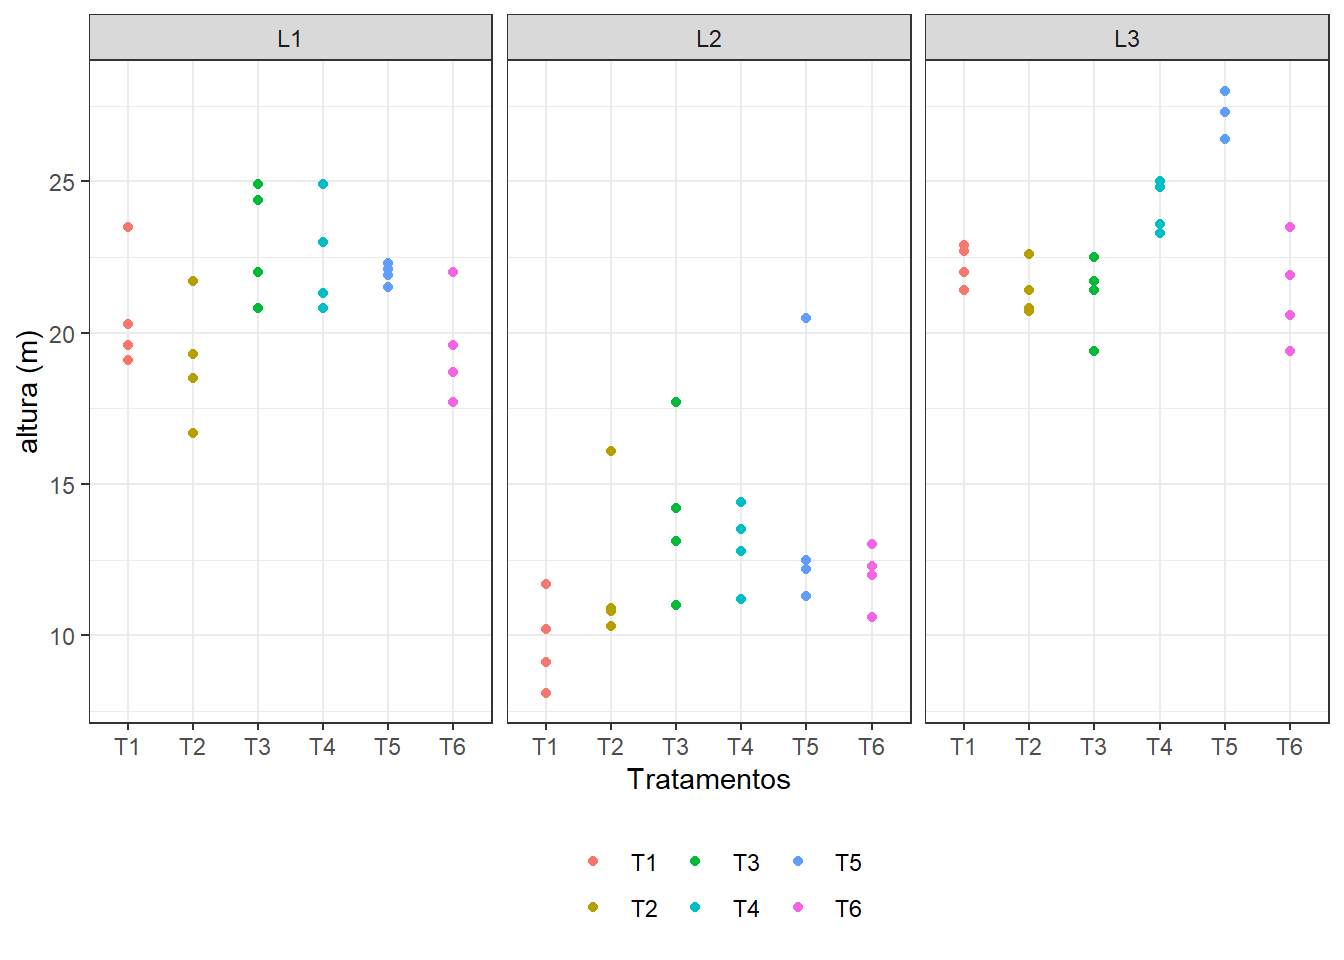 L1 L2 L3
altura (m)
25
20
15
10
T1 T2 T3 T4 T5 T6 T1 T2 T3 T4 T5 T6 T1 T2 T3 T4 T5 T6
Tratamentos
T1 T3 T5
T2 T4 T6